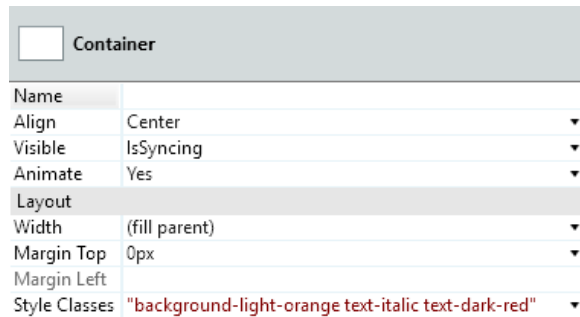 Container
Name
Align Center
Visible IsSyncing
Animate Yes
Layout
Width (fill parent)
Margin Top 0px
Margin Left
Style Classes "background-light-orange text-italic text-dark-red"